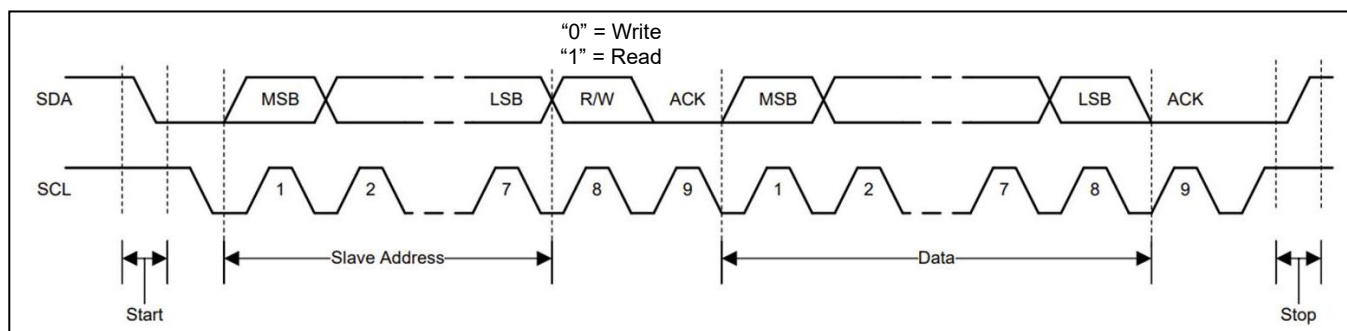 “0” = Write
“1” = Read
SDA MSB LSB R/W ACK MSB LSB ACK
SCL 1 2 7 8 9 1 2 7 8 9
Slave Address Data
Start Stop